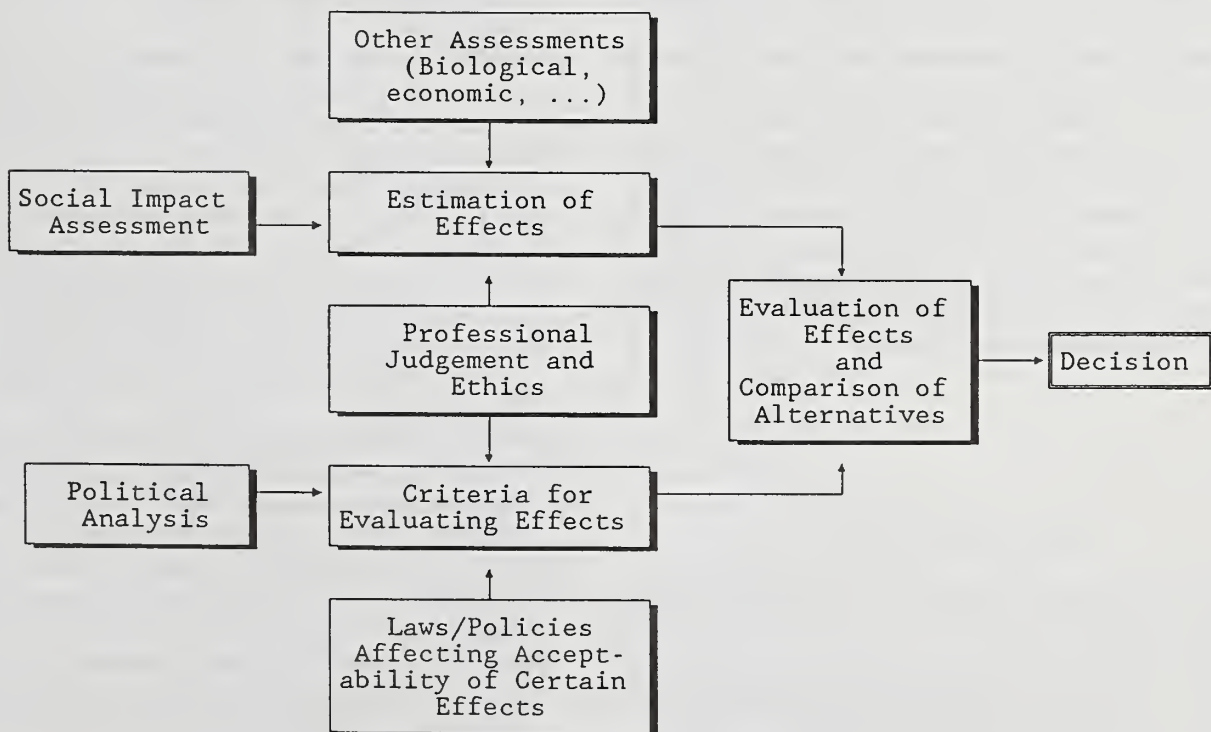 Other Assessments
(Biological,
economic, ...)
Social Impact
Assessment
Estimation of
Effects
Professional
Judgement and
Ethics
Evaluation of
Effects
and
Comparison of
Alternatives
Decision
Political
Analysis
Criteria for
Evaluating Effects
Laws/Policies
Affecting Accept-
ability of Certain
Effects